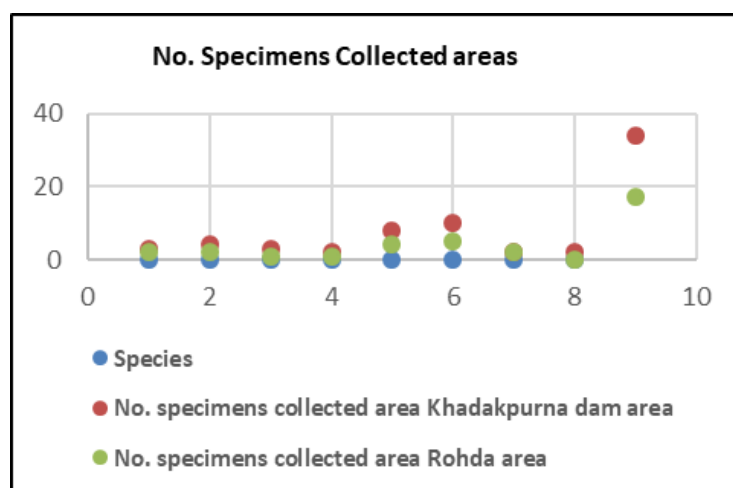 No. Specimens Collected areas
40
20
0
0 2 4 6 8 10
Species
No. specimens collected area Khadakpurna dam area
No. specimens collected area Rohda area